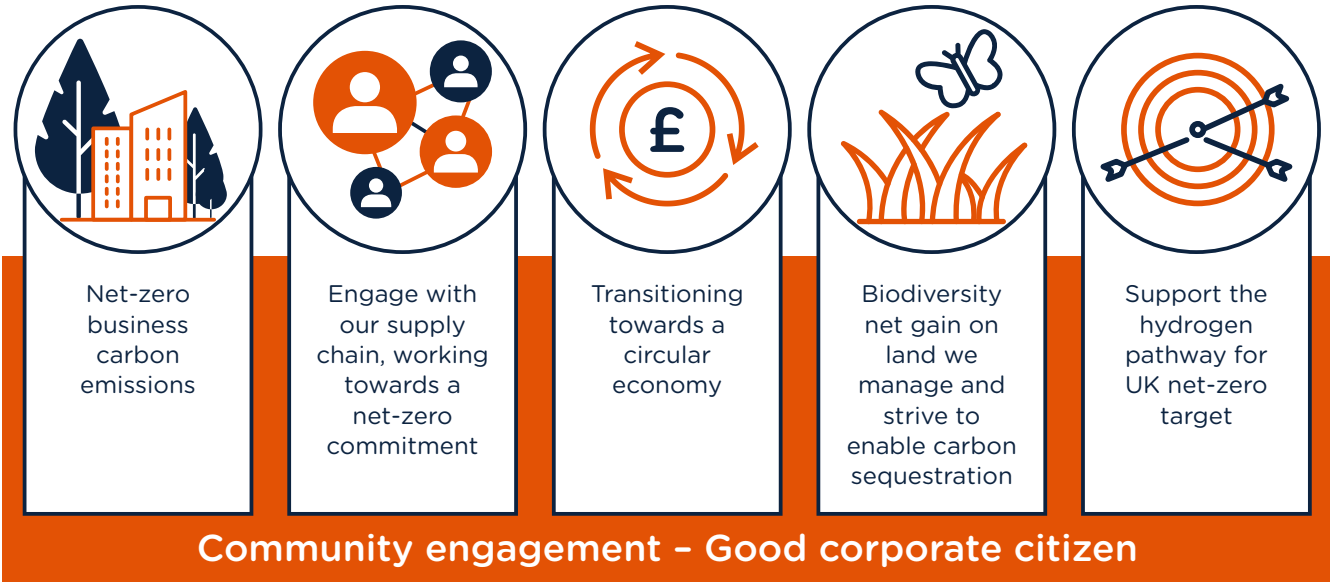 £
Net-zero
business
carbon
emissions
Engage with
our supply
chain, working
towards a
net-zero
commitment
Transitioning
towards a
circular
economy
Biodiversity
net gain on
land we
manage and
strive to
enable carbon
sequestration
Support the
hydrogen
pathway for
UK net-zero
target
Community engagement – Good corporate citizen